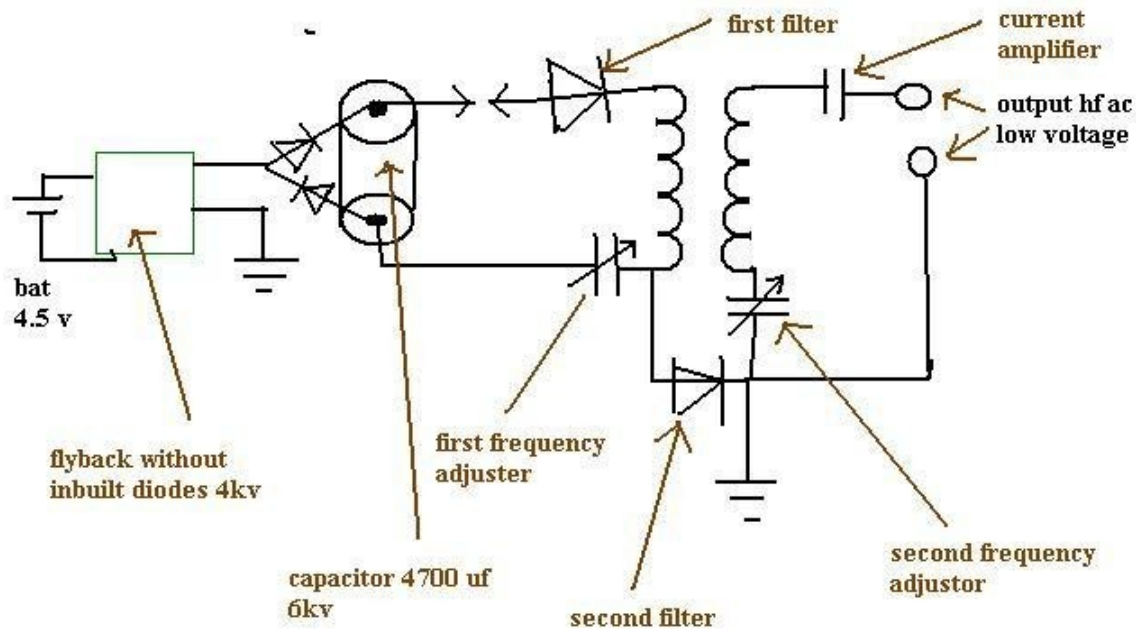 first filter
current
amplifier
output hf ac
low voltage
bat
4.5 v
flyback without
inbuilt diodes 4kv
first frequency
adjuster
capacitor 4700 uf
6kv
second filter
second frequency
adjustor